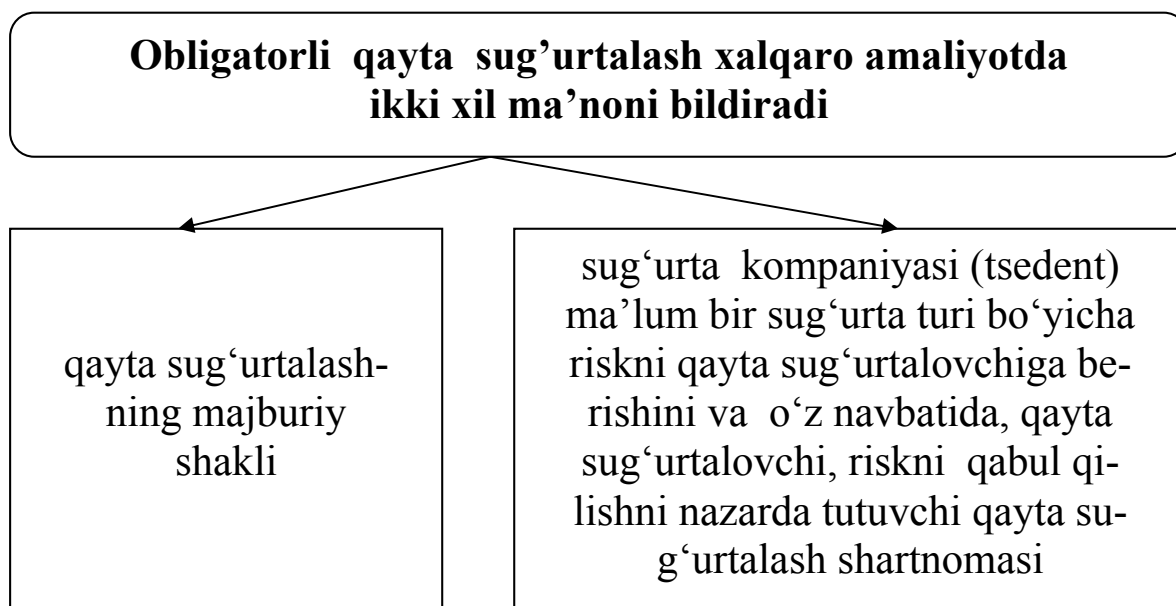 Obligatorli qayta sug’urtalash xalqaro amaliyotda
ikki xil ma’noni bildiradi
qayta sug‘urtalash-
ning majburiy
shakli
sug‘urta kompaniyasi (tsedent)
ma’lum bir sug‘urta turi bo‘yicha
riskni qayta sug‘urtalovchiga be-
rishini va o‘z navbatida, qayta
sug‘urtalovchi, riskni qabul qi-
lishni nazarda tutuvchi qayta su-
g‘urtalash shartnomasi